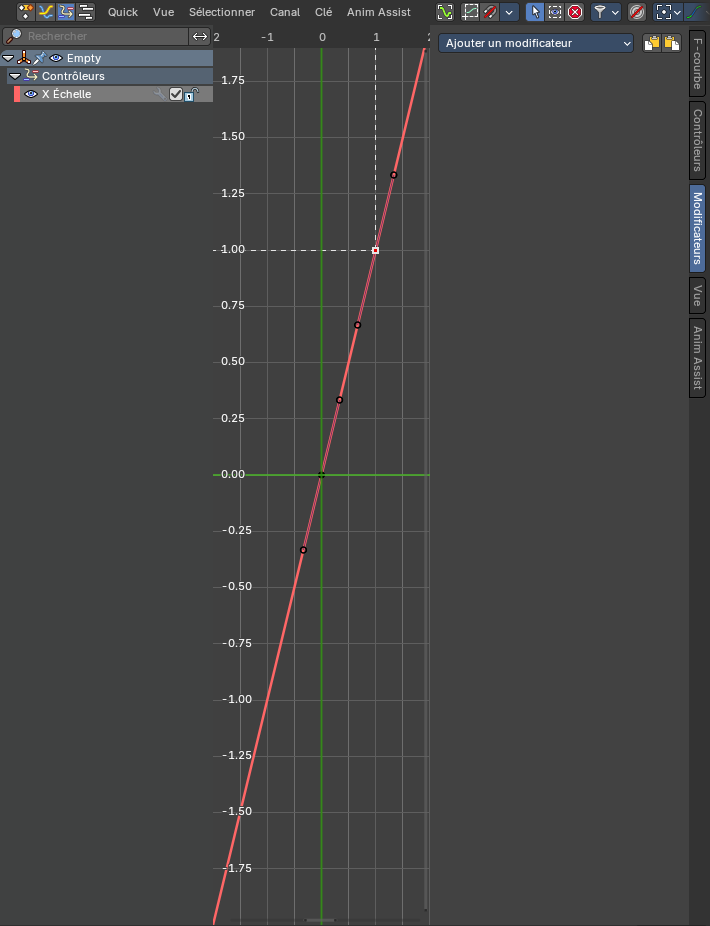 Quick Vue Sélectionner Canal Clé Anim Assist
Rechercher
2 -1 0 1 2
Ajouter un modificateur
Empty
Contrôleurs
X Échelle
1.75
1.50
1.25
1.00
0.75
0.50
0.25
0.00
-0.25
-0.50
-0.75
-1.00
-1.25
-1.50
-1.75
F-courbe
Contrôleurs
Modificateurs
Vue
Anim Assist